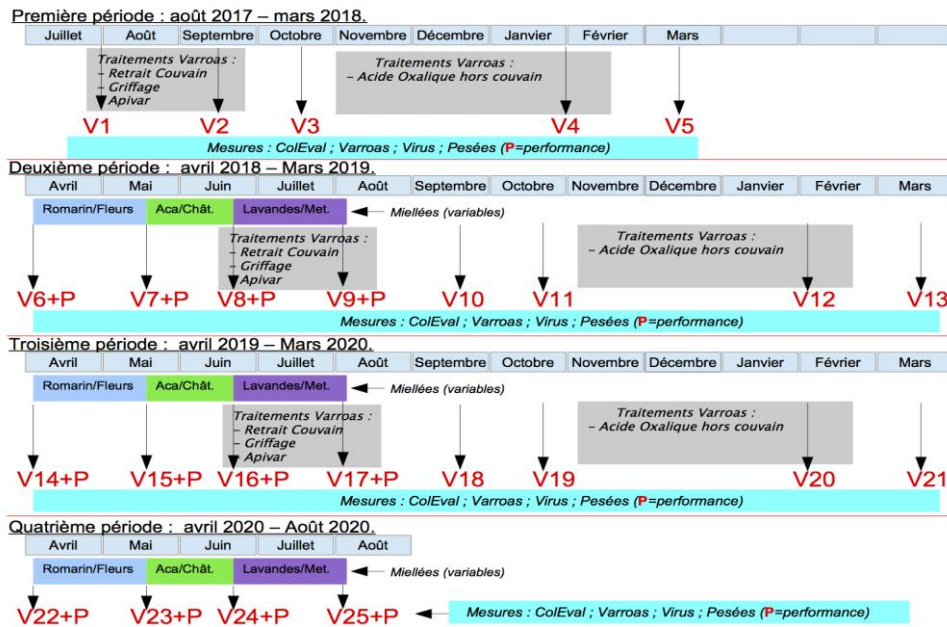 Première période : août 2017 – mars 2018.
Juillet Août Septembre Octobre Novembre Décembre Janvier Février Mars
Traitements Varroas :
– Retrait Couvain
– Griffage
– Apivar
Traitements Varroas :
– Acide Oxalique hors couvain
V1 V2 V3 V4 V5
Mesures : ColEval ; Varroas ; Virus ; Pesées (P=performance)
Deuxième période : avril 2018 – Mars 2019.
Avril Mai Juin Juillet Août Septembre Octobre Novembre Décembre Janvier Février Mars
Romarin/Fleurs Aca/Chât. Lavandes/Met. Miellées (variables)
Traitements Varroas :
– Retrait Couvain
– Griffage
– Apivar
Traitements Varroas :
– Acide Oxalique hors couvain
V6+P V7+P V8+P V9+P V10 V11 V12 V13
Mesures : ColEval ; Varroas ; Virus ; Pesées (P=performance)
Troisième période : avril 2019 – Mars 2020.
Avril Mai Juin Juillet Août Septembre Octobre Novembre Décembre Janvier Février Mars
Romarin/Fleurs Aca/Chât. Lavandes/Met. Miellées (variables)
Traitements Varroas :
– Retrait Couvain
– Griffage
– Apivar
Traitements Varroas :
– Acide Oxalique hors couvain
V14+P V15+P V16+P V17+P V18 V19 V20 V21
Mesures : ColEval ; Varroas ; Virus ; Pesées (P=performance)
Quatrième période : avril 2020 – Août 2020.
Avril Mai Juin Juillet Août
Romarin/Fleurs Aca/Chât. Lavandes/Met. Miellées (variables)
V22+P V23+P V24+P V25+P Mesures : ColEval ; Varroas ; Virus ; Pesées (P=performance)